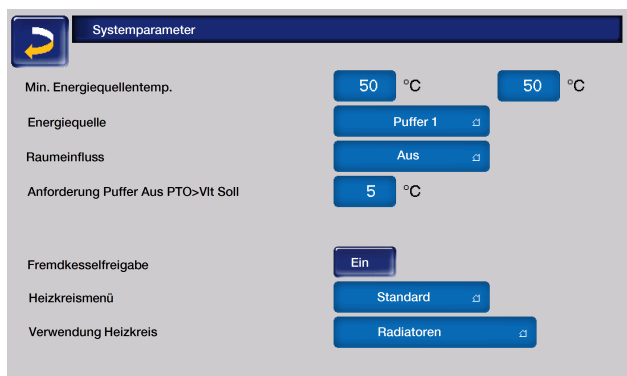 Systemparameter
Min. Energiequellentemp. 50 °C 50 °C
Energiequelle Puffer 1
Raumeinfluss Aus
Anforderung Puffer Aus PTO>Vlt Soll 5 °C
Fremdkesselfreigabe Ein
Heizkreismenü Standard
Verwendung Heizkreis Radiatoren